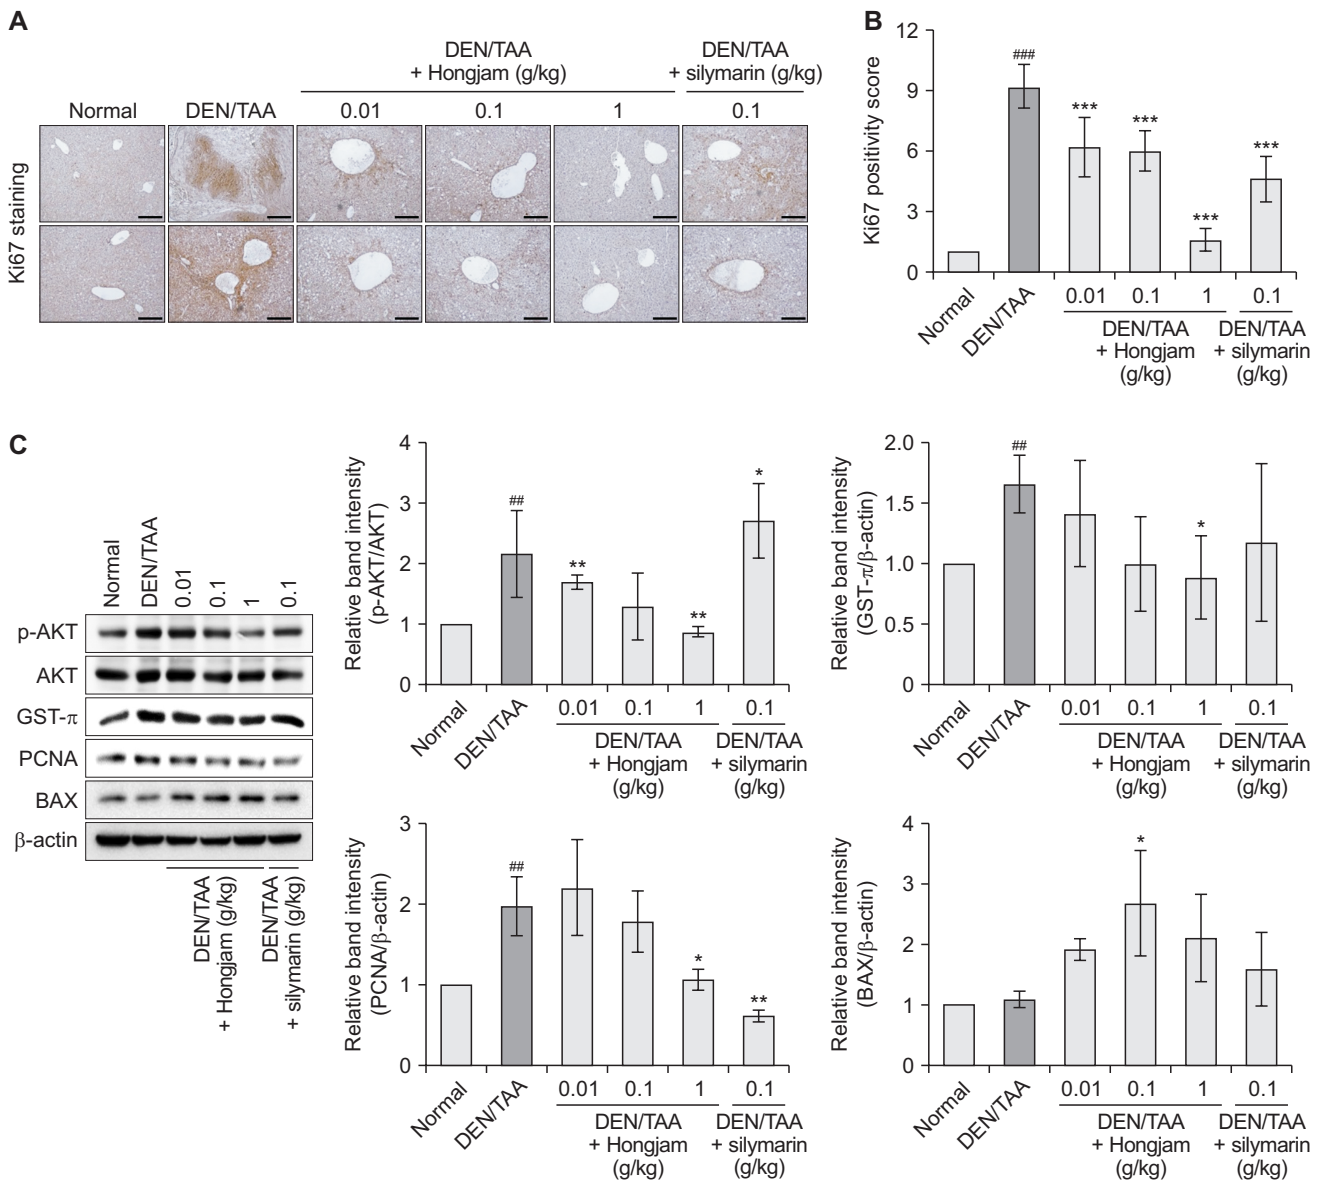 A
DEN/TAA
+ Hongjam (g/kg)
DEN/TAA
+ silymarin (g/kg)
Normal
DEN/TAA
0.01
0.1
1
0.1
Ki67 staining
B
Ki67 positivity score
12
9
6
3
0
###
***
***
***
***
Normal
DEN/TAA
0.01
0.1
1
0.1
DEN/TAA
+ Hongjam
(g/kg)
DEN/TAA
+ silymarin
(g/kg)
C
Normal
DEN/TAA
0.01
0.1
1
0.1
p-AKT
AKT
GST-π
PCNA
BAX
β-actin
DEN/TAA
+ Hongjam (g/kg)
DEN/TAA
+ silymarin (g/kg)
Relative band intensity
(p-AKT/AKT)
4
3
2
1
0
##
**
**
*
Normal
DEN/TAA
0.01
0.1
1
0.1
DEN/TAA
+ Hongjam
(g/kg)
DEN/TAA
+ silymarin
(g/kg)
Relative band intensity
(GST-π/β-actin)
2.0
1.5
1.0
0.5
0
##
*
Normal
DEN/TAA
0.01
0.1
1
0.1
DEN/TAA
+ Hongjam
(g/kg)
DEN/TAA
+ silymarin
(g/kg)
Relative band intensity
(PCNA/β-actin)
3
2
1
0
##
*
**
Normal
DEN/TAA
0.01
0.1
1
0.1
DEN/TAA
+ Hongjam
(g/kg)
DEN/TAA
+ silymarin
(g/kg)
Relative band intensity
(BAX/β-actin)
4
3
2
1
0
*
Normal
DEN/TAA
0.01
0.1
1
0.1
DEN/TAA
+ Hongjam
(g/kg)
DEN/TAA
+ silymarin
(g/kg)